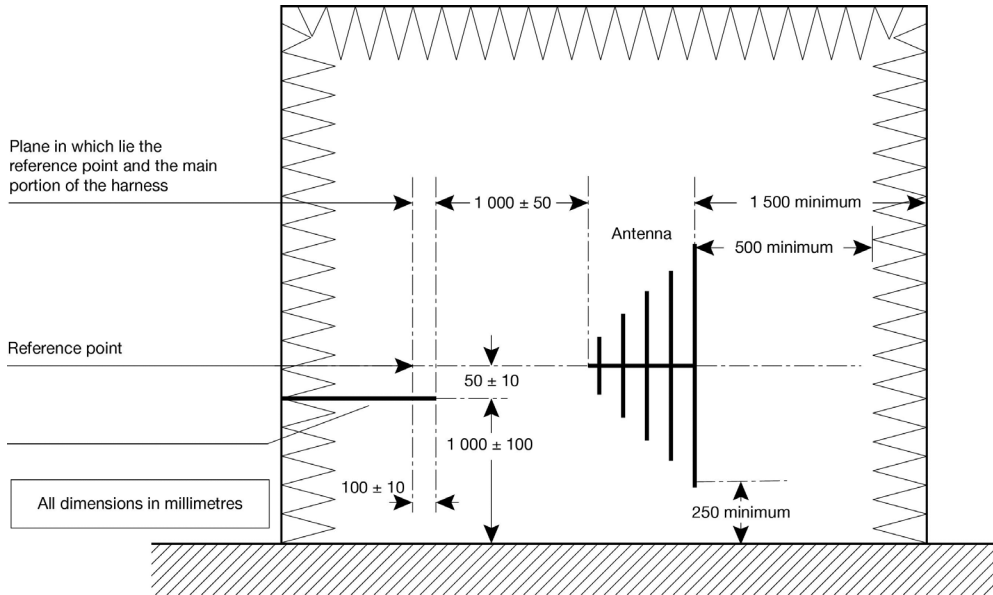 Plane in which lie the
reference point and the main
portion of the harness
1 000 ± 50
1 500 minimum
Antenna
500 minimum
Reference point
50 ± 10
1 000 ± 100
100 ± 10
All dimensions in millimetres
250 minimum